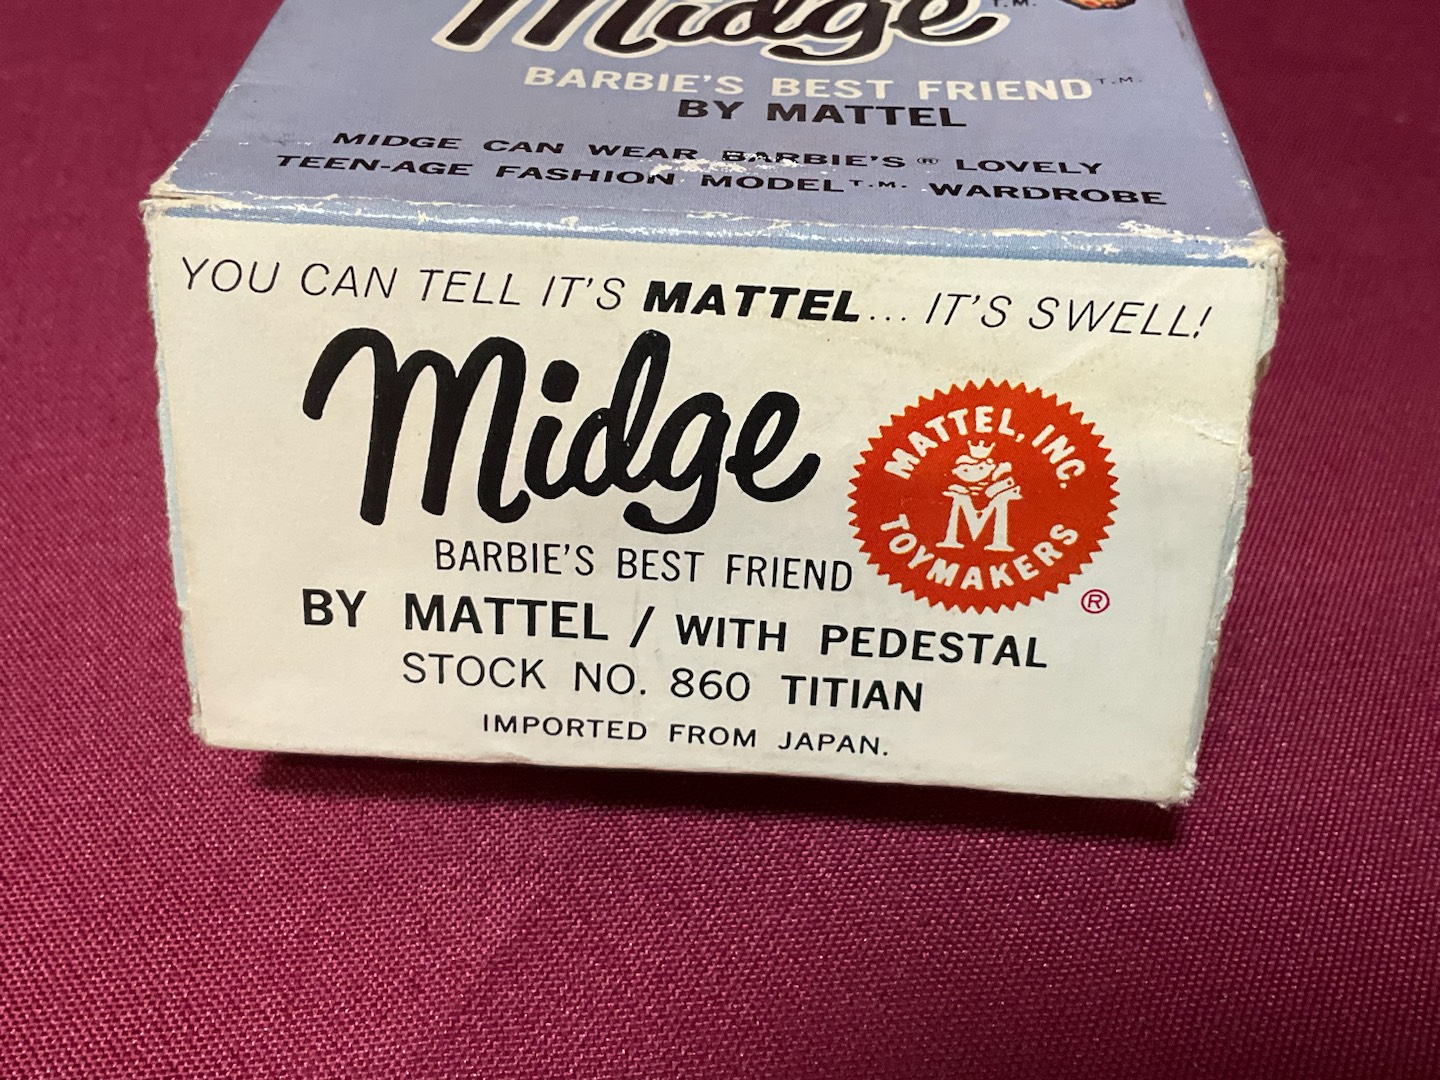 Midge T.M.
BARBIE'S BEST FRIEND T.M.
BY MATTEL
MIDGE CAN WEAR BARBIE'S ® LOVELY
TEEN-AGE FASHION MODEL T.M. WARDROBE
YOU CAN TELL IT'S MATTEL... IT'S SWELL!
Midge
MATTEL, INC.
M
TOYMAKERS
®
BARBIE'S BEST FRIEND
BY MATTEL / WITH PEDESTAL
STOCK NO. 860 TITIAN
IMPORTED FROM JAPAN.